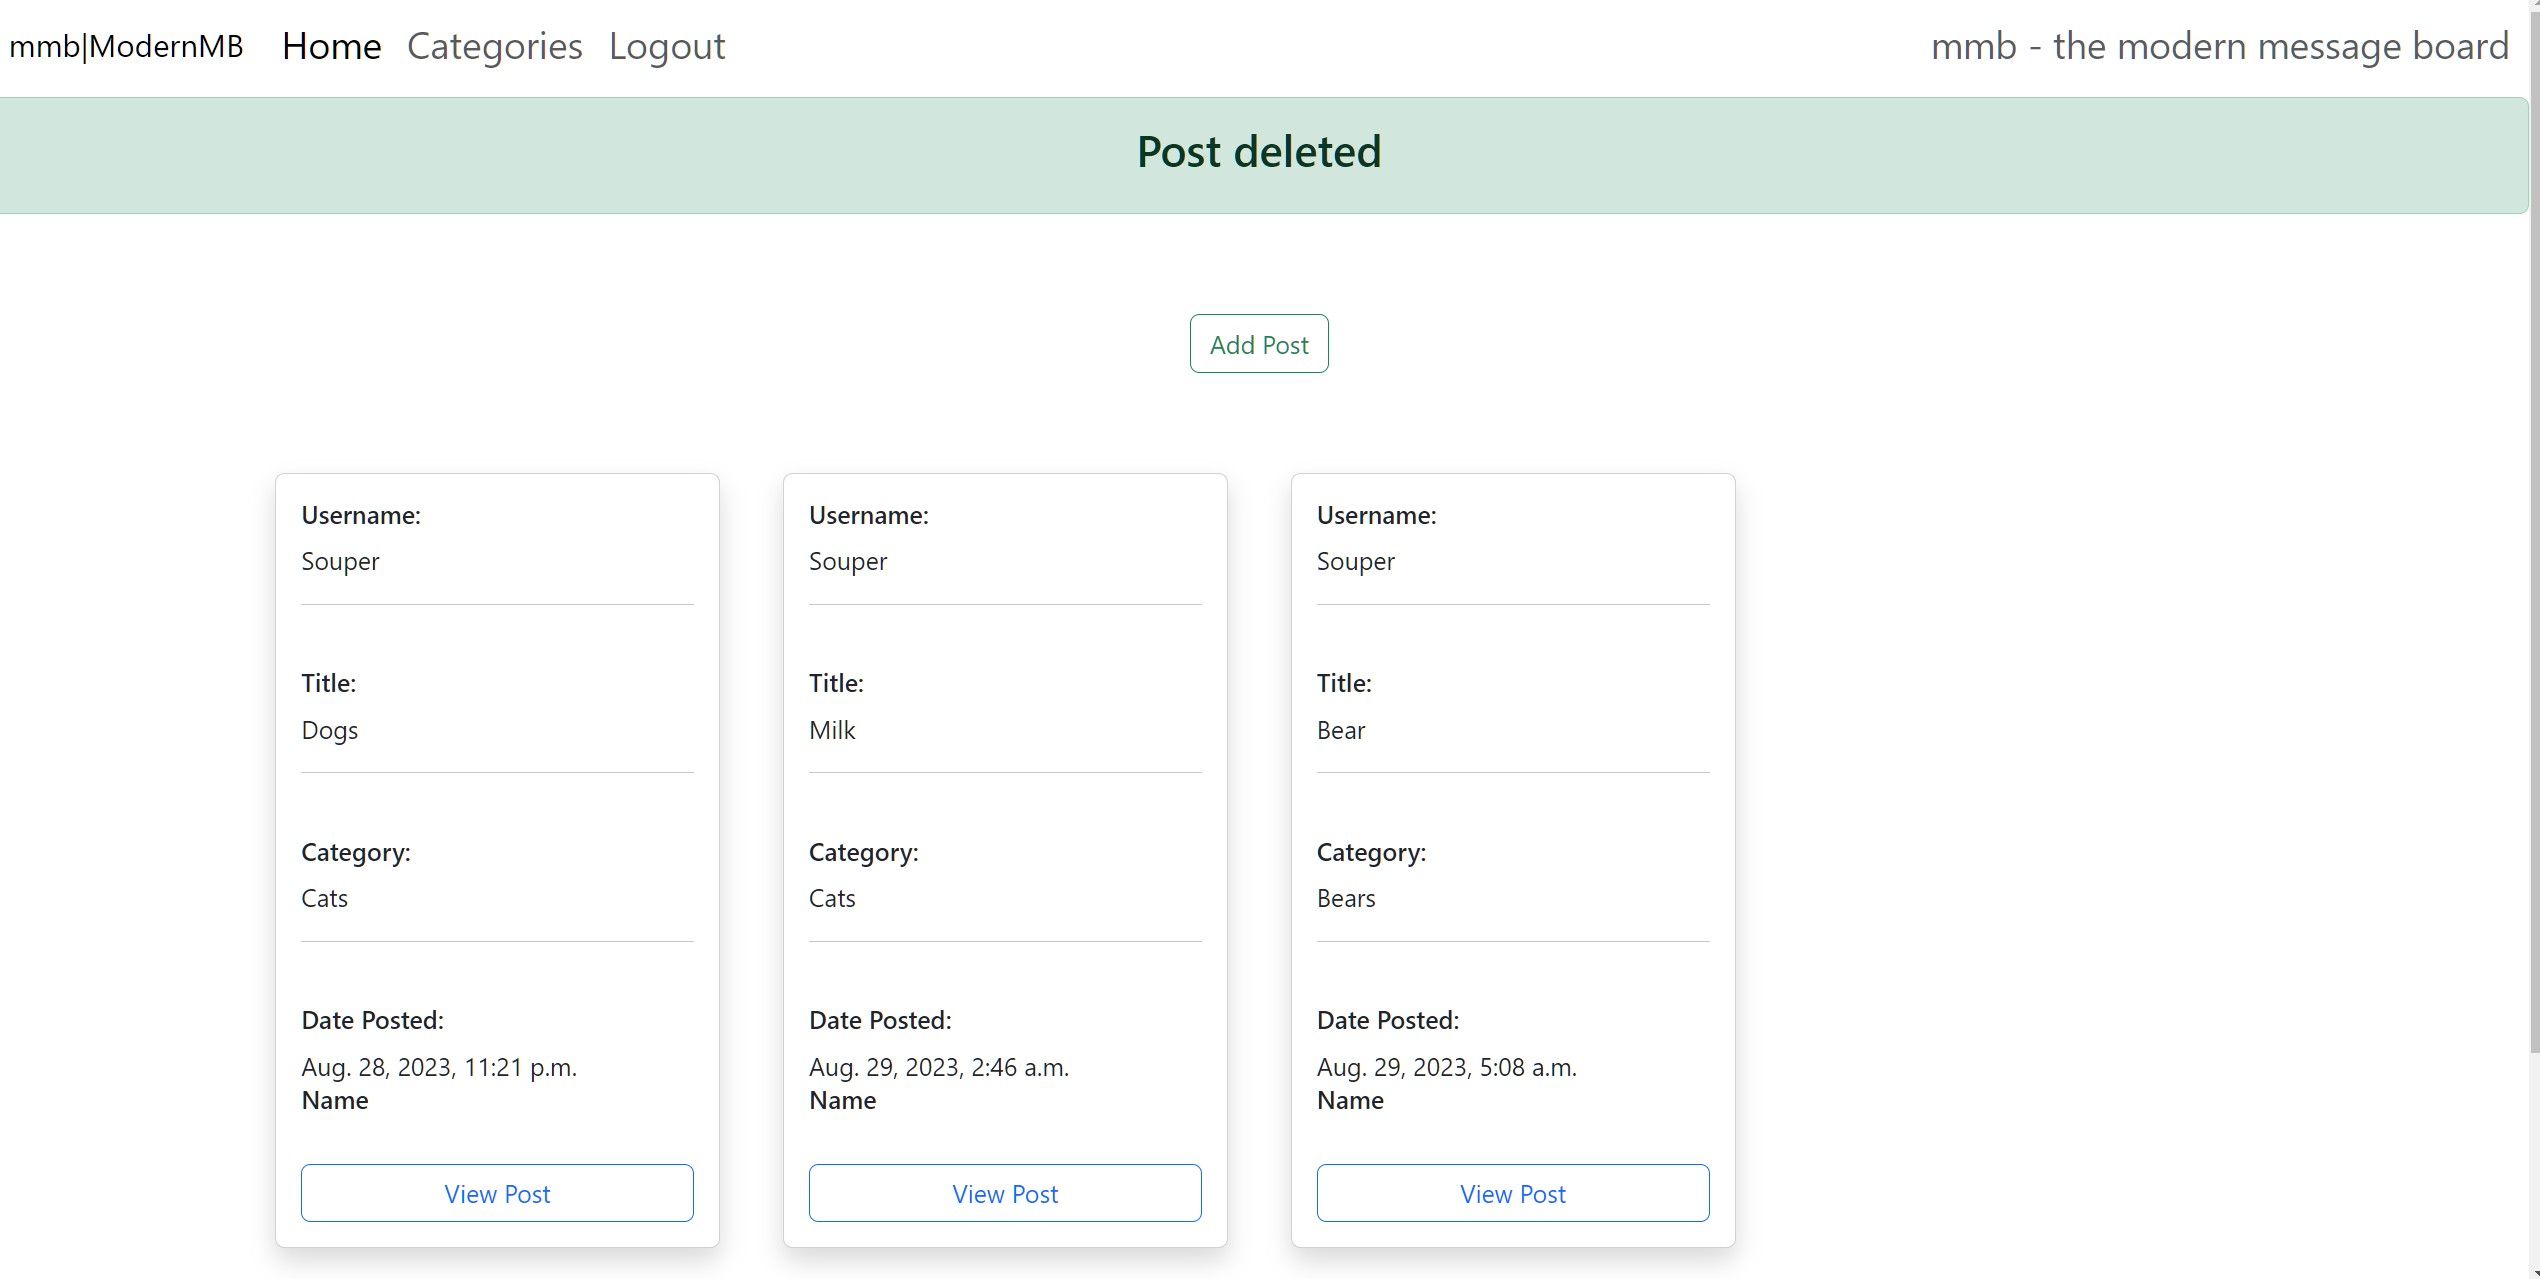 mmb|ModernMB Home Categories Logout mmb - the modern message board
Post deleted
Add Post
Username:
Souper
Title:
Dogs
Category:
Cats
Date Posted:
Aug. 28, 2023, 11:21 p.m.
Name
View Post
Username:
Souper
Title:
Milk
Category:
Cats
Date Posted:
Aug. 29, 2023, 2:46 a.m.
Name
View Post
Username:
Souper
Title:
Bear
Category:
Bears
Date Posted:
Aug. 29, 2023, 5:08 a.m.
Name
View Post